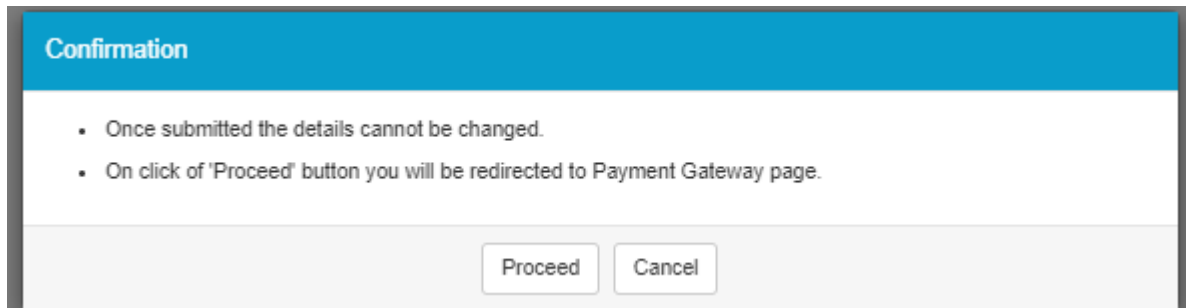 Confirmation
• Once submitted the details cannot be changed.
• On click of 'Proceed' button you will be redirected to Payment Gateway page.
Proceed Cancel